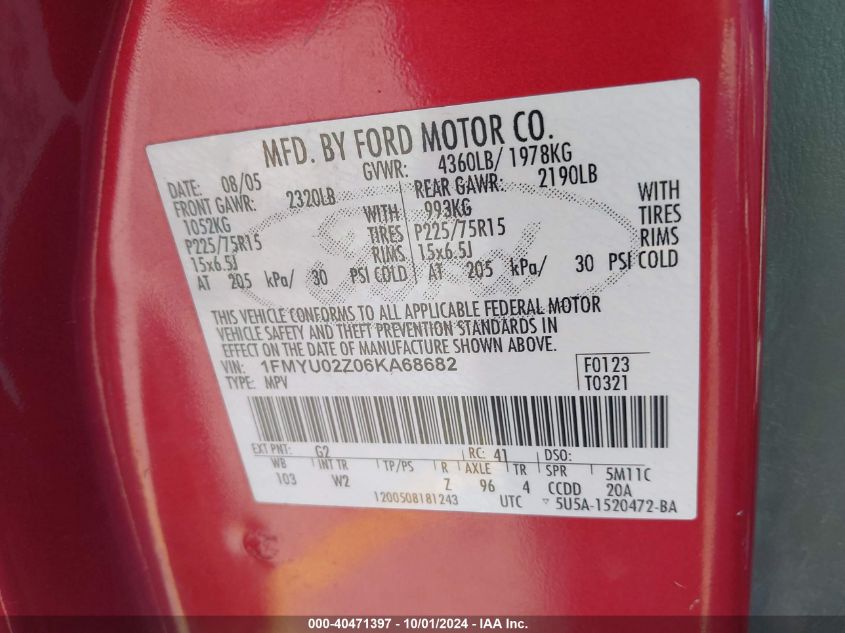 MFD. BY FORD MOTOR CO.
DATE: 08/05 GVWR: 4360LB/ 1978KG
FRONT GAWR: 2320LB REAR GAWR: 2190LB
1052KG WITH 993KG WITH
P225/75R15 TIRES P225/75R15 TIRES
15x6.5J RIMS 15x6.5J RIMS
AT 205 kPa/ 30 PSI COLD AT 205 kPa/ 30 PSI COLD
Ford
THIS VEHICLE CONFORMS TO ALL APPLICABLE FEDERAL MOTOR
VEHICLE SAFETY AND THEFT PREVENTION STANDARDS IN
EFFECT ON THE DATE OF MANUFACTURE SHOWN ABOVE.
VIN: 1FMYU02Z06KA68682 F0123
TYPE: MPV T0321
EXT PNT: G2 RC: 41 DSO:
WB INT TR TP/PS R AXLE TR SPR 5M11C
103 W2 Z 96 4 CCDD 20A
1200508181243 UTC 5U5A-1520472-BA
000-40471397 - 10/01/2024 - IAA Inc.